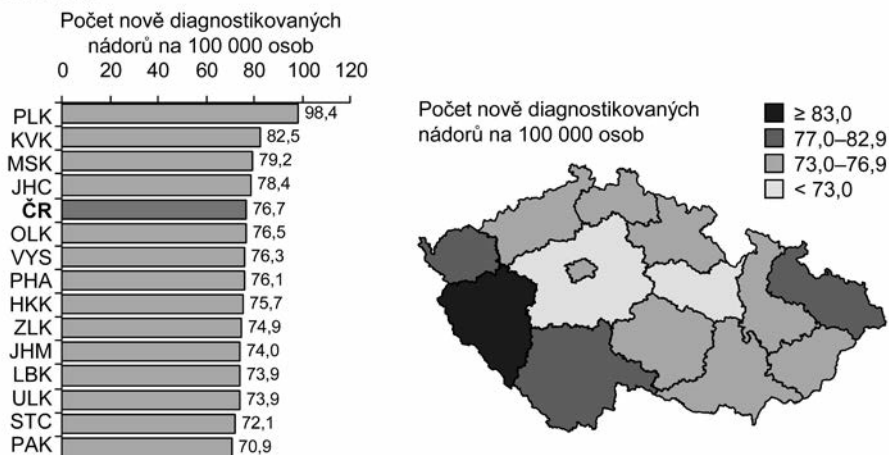 Počet nově diagnostikovaných
nádorů na 100 000 osob
0 20 40 60 80 100 120
PLK 98,4
KVK 82,5
MSK 79,2
JHC 78,4
ČR 76,7
OLK 76,5
VYS 76,3
PHA 76,1
HKK 75,7
ZLK 74,9
JHM 74,0
LBK 73,9
ULK 73,9
STC 72,1
PAK 70,9
Počet nově diagnostikovaných
nádorů na 100 000 osob
≥ 83,0
77,0–82,9
73,0–76,9
< 73,0